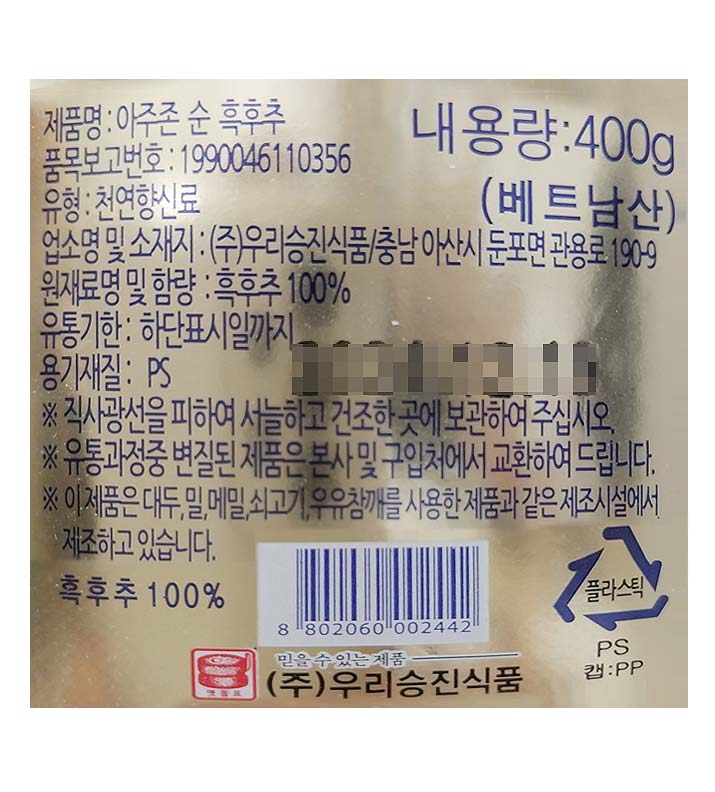 제품명 : 아주존 순 흑후추
내용량:400g
품목보고번호 : 1990046110356
(베트남산)
유형 : 천연향신료
업소명 및 소재지 : (주)우리승진식품/충남 아산시 둔포면 관용로 190-9
원재료명 및 함량 : 흑후추 100%
유통기한 : 하단표시일까지
용기재질 : PS
※ 직사광선을 피하여 서늘하고 건조한 곳에 보관하여 주십시오.
※ 유통과정중 변질된 제품은 본사 및 구입처에서 교환하여 드립니다.
※ 이 제품은 대두,밀,메밀,쇠고기,우유참깨를 사용한 제품과 같은 제조시설에서
제조하고 있습니다.
흑후추 100%
8 802060 002442
플라스틱
PS
캡:PP
믿을 수 있는 제품
맷돌표
(주)우리승진식품